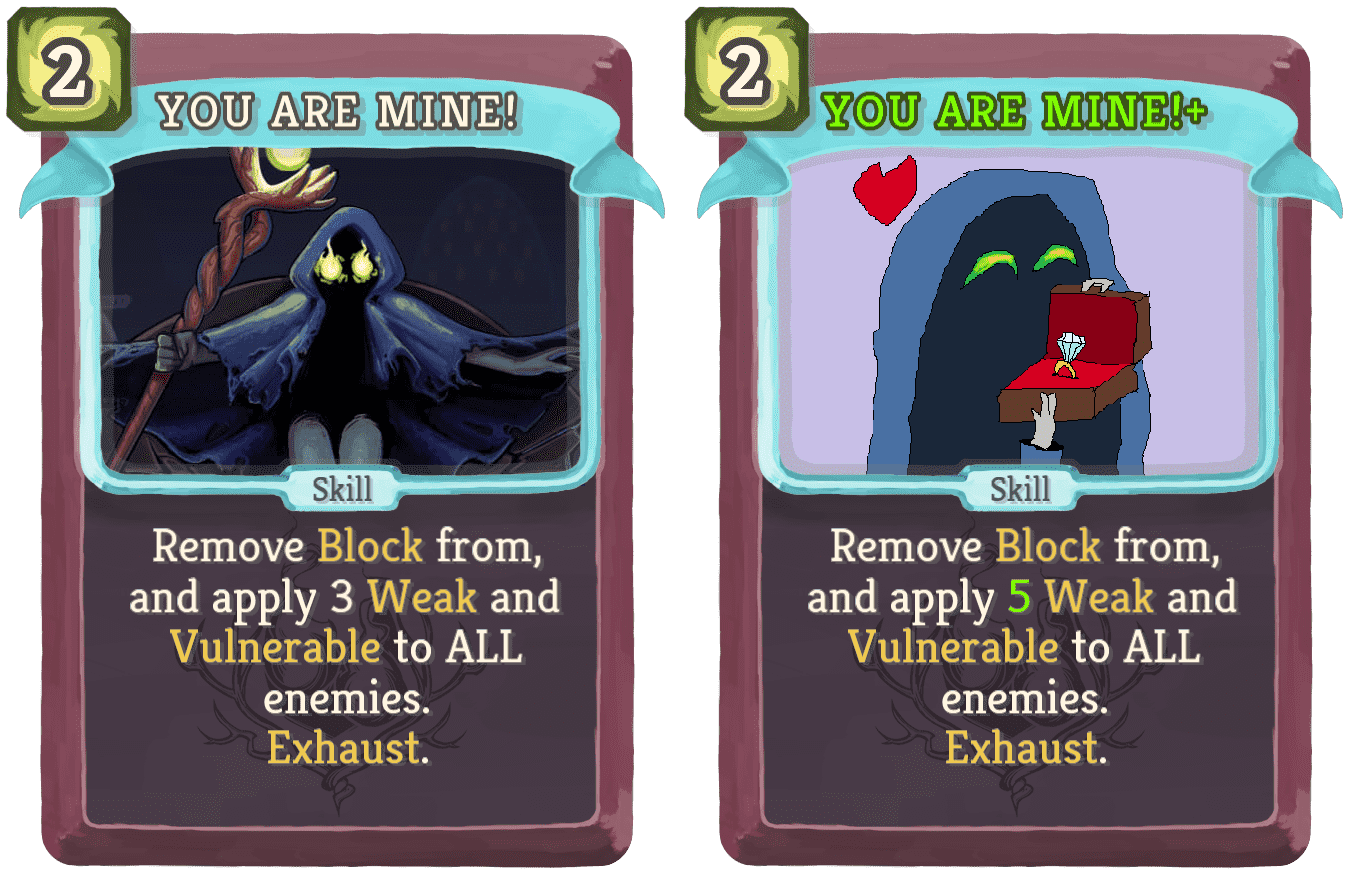 2
YOU ARE MINE!
Skill
Remove Block from,
and apply 3 Weak and
Vulnerable to ALL
enemies.
Exhaust.
2
YOU ARE MINE!+
Skill
Remove Block from,
and apply 5 Weak and
Vulnerable to ALL
enemies.
Exhaust.